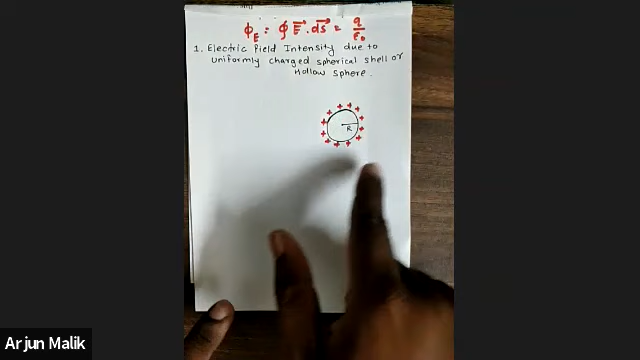 ϕE : ∮ E⃗ . ds⃗ = q/ε0
1. Electric Field Intensity due to
uniformly charged spherical shell or
Hollow Sphere.
R
Arjun Malik